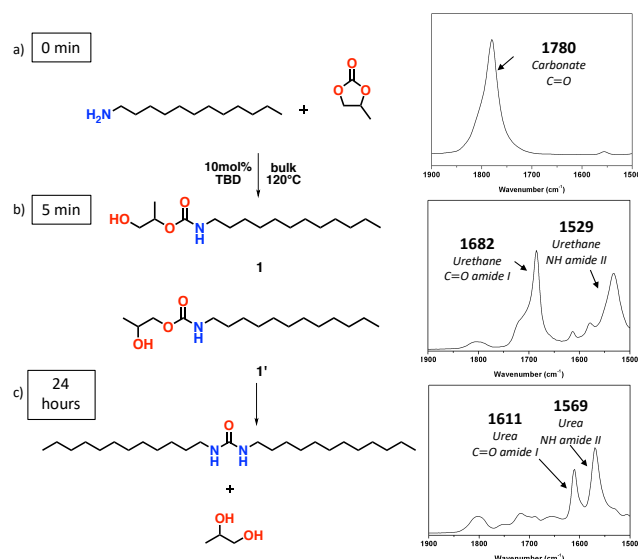 a) 0 min
H₂N
+
O
O O
10mol% bulk
TBD 120°C
b) 5 min
HO O O N H
1
O O N H OH
1'
c) 24
hours
O
N H N H
+
OH
OH
1780
Carbonate
C=O
1900 1800 1700 1600 1500
Wavenumber (cm⁻¹)
1682
Urethane
C=O amide I
1529
Urethane
NH amide II
1900 1800 1700 1600 1500
Wavenumber (cm⁻¹)
1611
Urea
C=O amide I
1569
Urea
NH amide II
1900 1800 1700 1600 1500
Wavenumber (cm⁻¹)